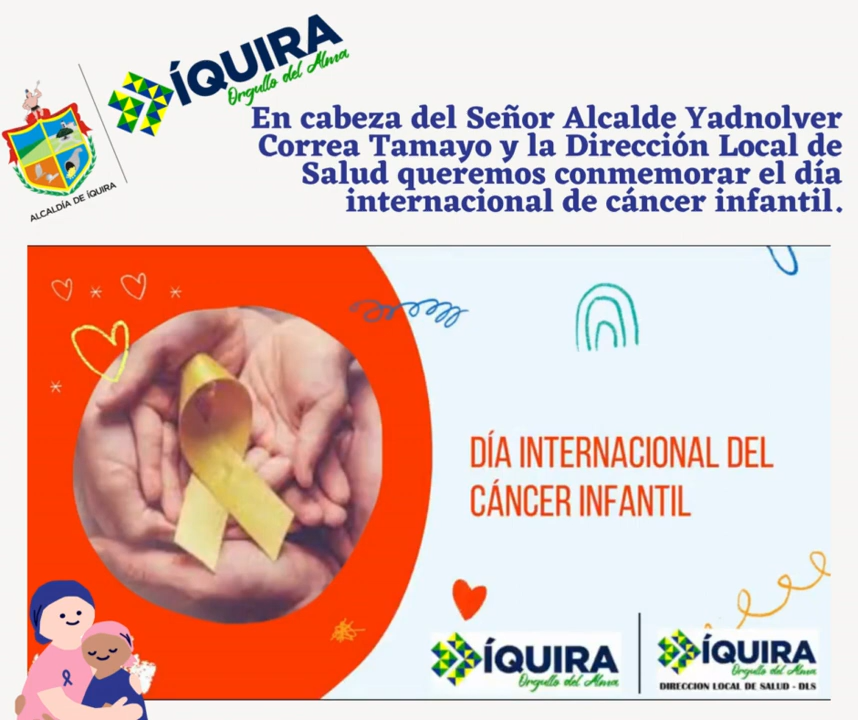 ÍQUIRA
Orgullo del Alma
ALCALDÍA DE ÍQUIRA
En cabeza del Señor Alcalde Yadnolver
Correa Tamayo y la Dirección Local de
Salud queremos conmemorar el día
internacional de cáncer infantil.
DÍA INTERNACIONAL DEL
CÁNCER INFANTIL
ÍQUIRA
Orgullo del Alma
ÍQUIRA
Orgullo del Alma
DIRECCION LOCAL DE SALUD - DLS